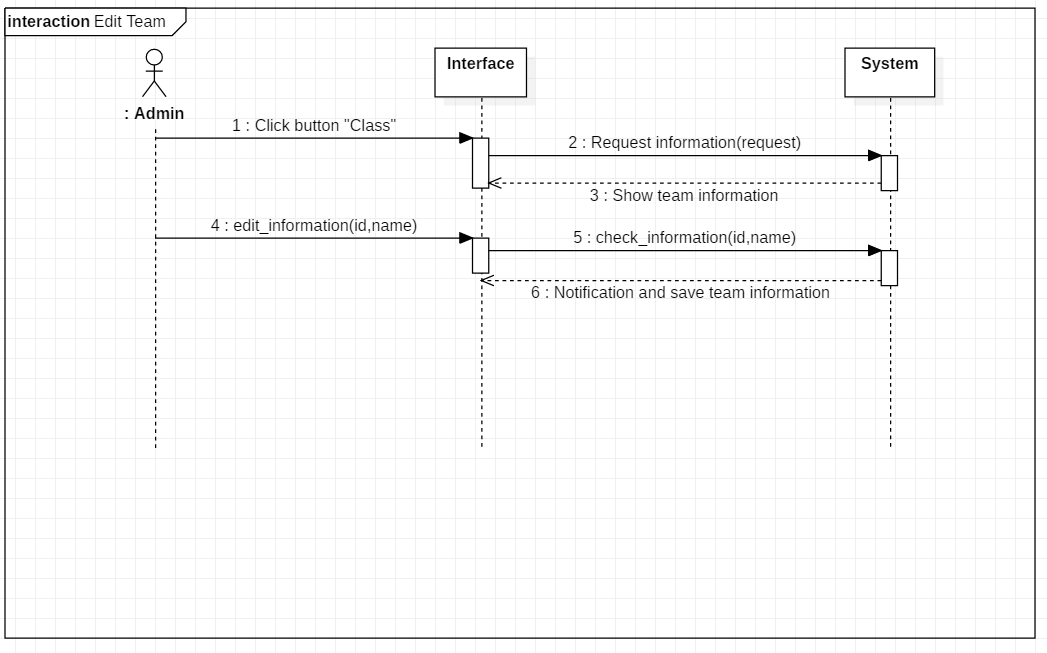 interaction Edit Team
Interface
System
: Admin
1 : Click button "Class"
2 : Request information(request)
3 : Show team information
4 : edit_information(id,name)
5 : check_information(id,name)
6 : Notification and save team information